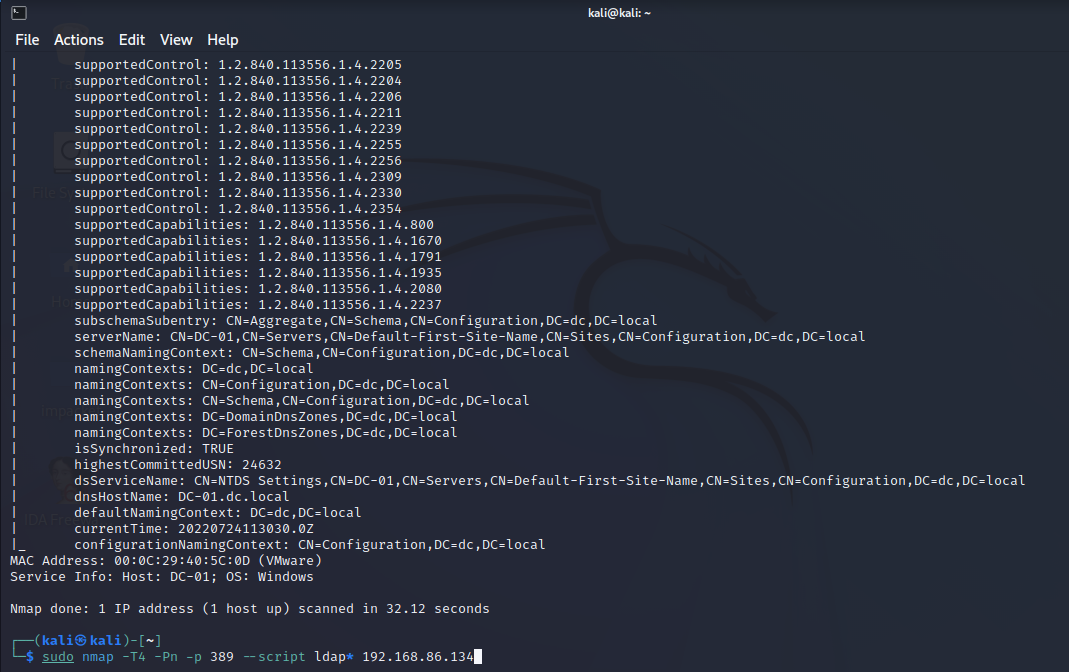 kali@kali: ~
File Actions Edit View Help
| supportedControl: 1.2.840.113556.1.4.2205
| supportedControl: 1.2.840.113556.1.4.2204
| supportedControl: 1.2.840.113556.1.4.2206
| supportedControl: 1.2.840.113556.1.4.2211
| supportedControl: 1.2.840.113556.1.4.2239
| supportedControl: 1.2.840.113556.1.4.2255
| supportedControl: 1.2.840.113556.1.4.2256
| supportedControl: 1.2.840.113556.1.4.2309
| supportedControl: 1.2.840.113556.1.4.2330
| supportedControl: 1.2.840.113556.1.4.2354
| supportedCapabilities: 1.2.840.113556.1.4.800
| supportedCapabilities: 1.2.840.113556.1.4.1670
| supportedCapabilities: 1.2.840.113556.1.4.1791
| supportedCapabilities: 1.2.840.113556.1.4.1935
| supportedCapabilities: 1.2.840.113556.1.4.2080
| supportedCapabilities: 1.2.840.113556.1.4.2237
| subschemaSubentry: CN=Aggregate,CN=Schema,CN=Configuration,DC=dc,DC=local
| serverName: CN=DC-01,CN=Servers,CN=Default-First-Site-Name,CN=Sites,CN=Configuration,DC=dc,DC=local
| schemaNamingContext: CN=Schema,CN=Configuration,DC=dc,DC=local
| namingContexts: DC=dc,DC=local
| namingContexts: CN=Configuration,DC=dc,DC=local
| namingContexts: CN=Schema,CN=Configuration,DC=dc,DC=local
| namingContexts: DC=DomainDnsZones,DC=dc,DC=local
| namingContexts: DC=ForestDnsZones,DC=dc,DC=local
| isSynchronized: TRUE
| highestCommittedUSN: 24632
| dsServiceName: CN=NTDS Settings,CN=DC-01,CN=Servers,CN=Default-First-Site-Name,CN=Sites,CN=Configuration,DC=dc,DC=local
| dnsHostName: DC-01.dc.local
| defaultNamingContext: DC=dc,DC=local
| currentTime: 20220724113030.0Z
|_ configurationNamingContext: CN=Configuration,DC=dc,DC=local
MAC Address: 00:0C:29:40:5C:0D (VMware)
Service Info: Host: DC-01; OS: Windows
Nmap done: 1 IP address (1 host up) scanned in 32.12 seconds
┌──(kali㉿kali)-[~]
└─$ sudo nmap -T4 -Pn -p 389 --script ldap* 192.168.86.134